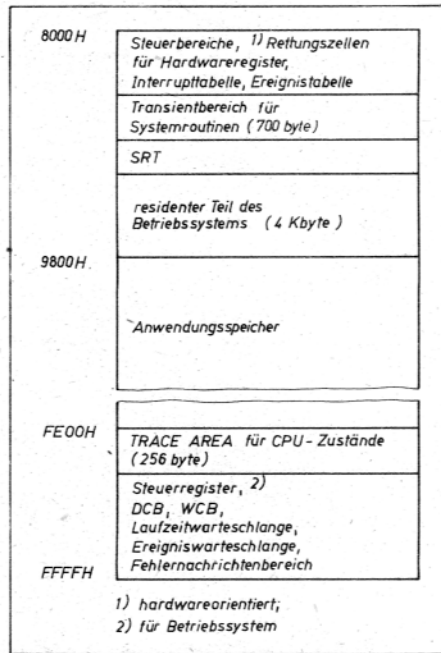 8000H
Steuerbereiche, 1) Rettungszellen
für Hardwareregister,
Interrupttabelle, Ereignistabelle
Transientbereich für
Systemroutinen (700 byte)
SRT
residenter Teil des
Betriebssystems (4 Kbyte)
9800H
Anwendungsspeicher
FE00H
TRACE AREA für CPU-Zustände
(256 byte)
Steuerregister, 2)
DCB, WCB,
Laufzeitwarteschlange,
Ereigniswarteschlange,
Fehlernachrichtenbereich
FFFFH
1) hardwareorientiert;
2) für Betriebssystem